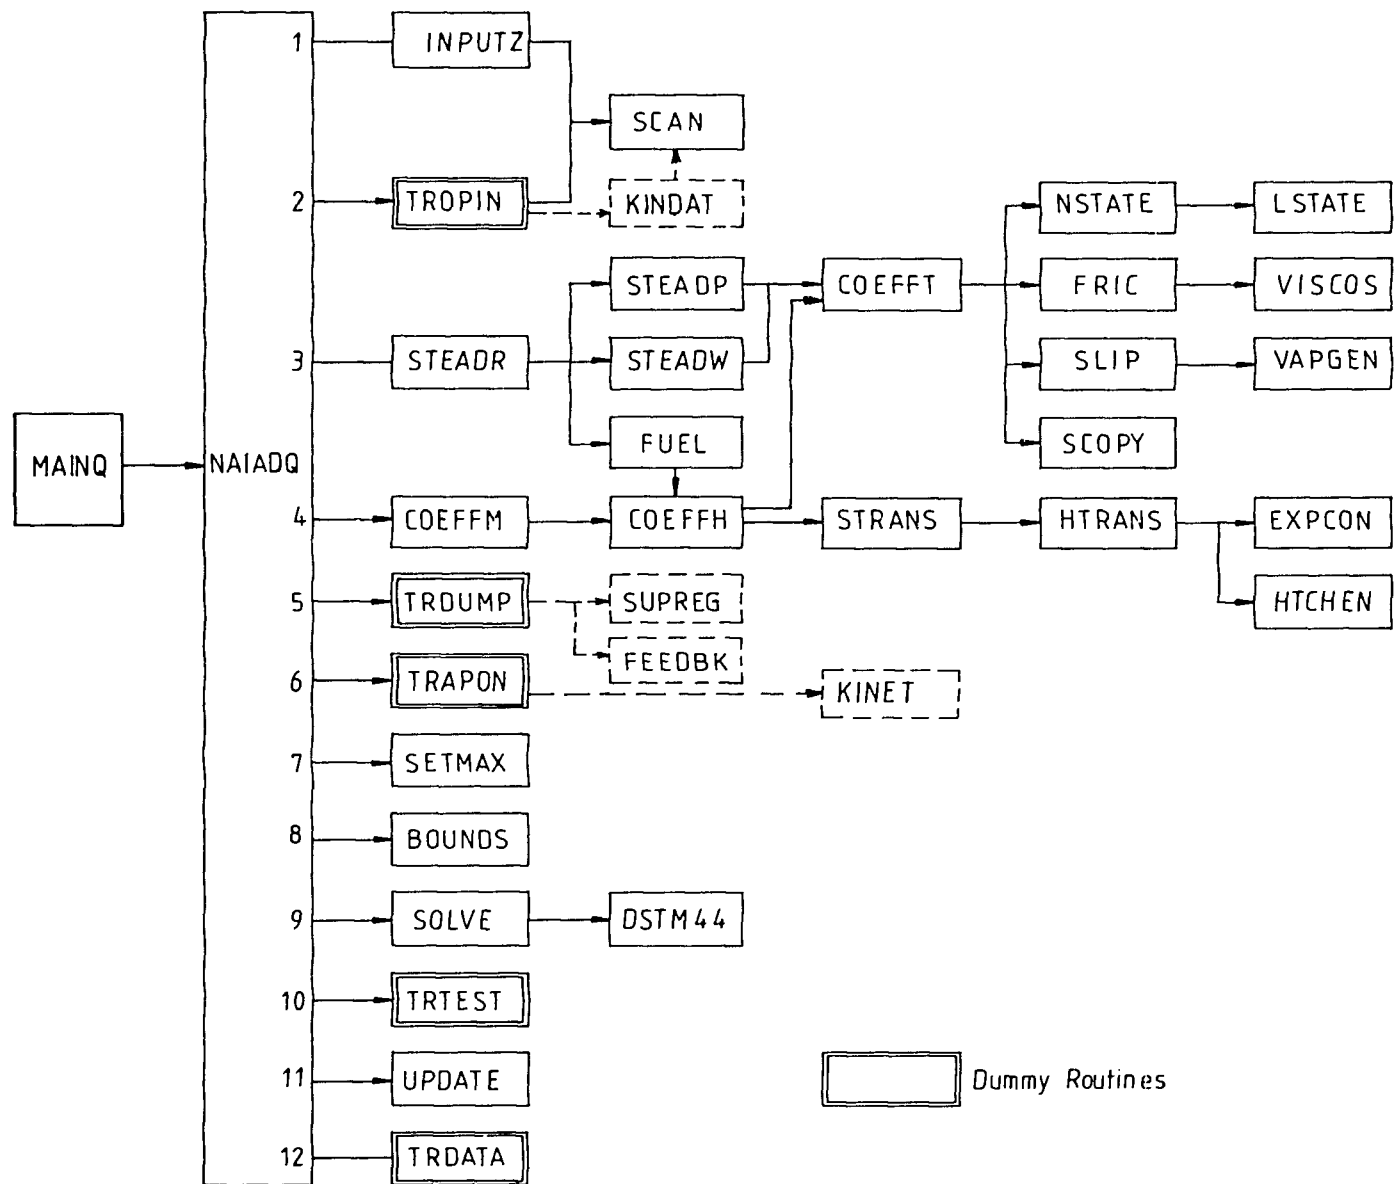 1
INPUTZ
SCAN
2
TROPIN
KINDAT
NSTATE
LSTATE
STEADP
COEFFT
FRIC
VISCOS
3
STEADR
STEADW
SLIP
VAPGEN
FUEL
SCOPY
MAINQ
NAIADQ
4
COEFFM
COEFFH
STRANS
HTRANS
EXPCON
5
TRDUMP
SUPREG
HTCHEN
FEEDBK
6
TRAPON
KINET
7
SETMAX
8
BOUNDS
9
SOLVE
DSTM44
10
TRTEST
11
UPDATE
Dummy Routines
12
TRDATA